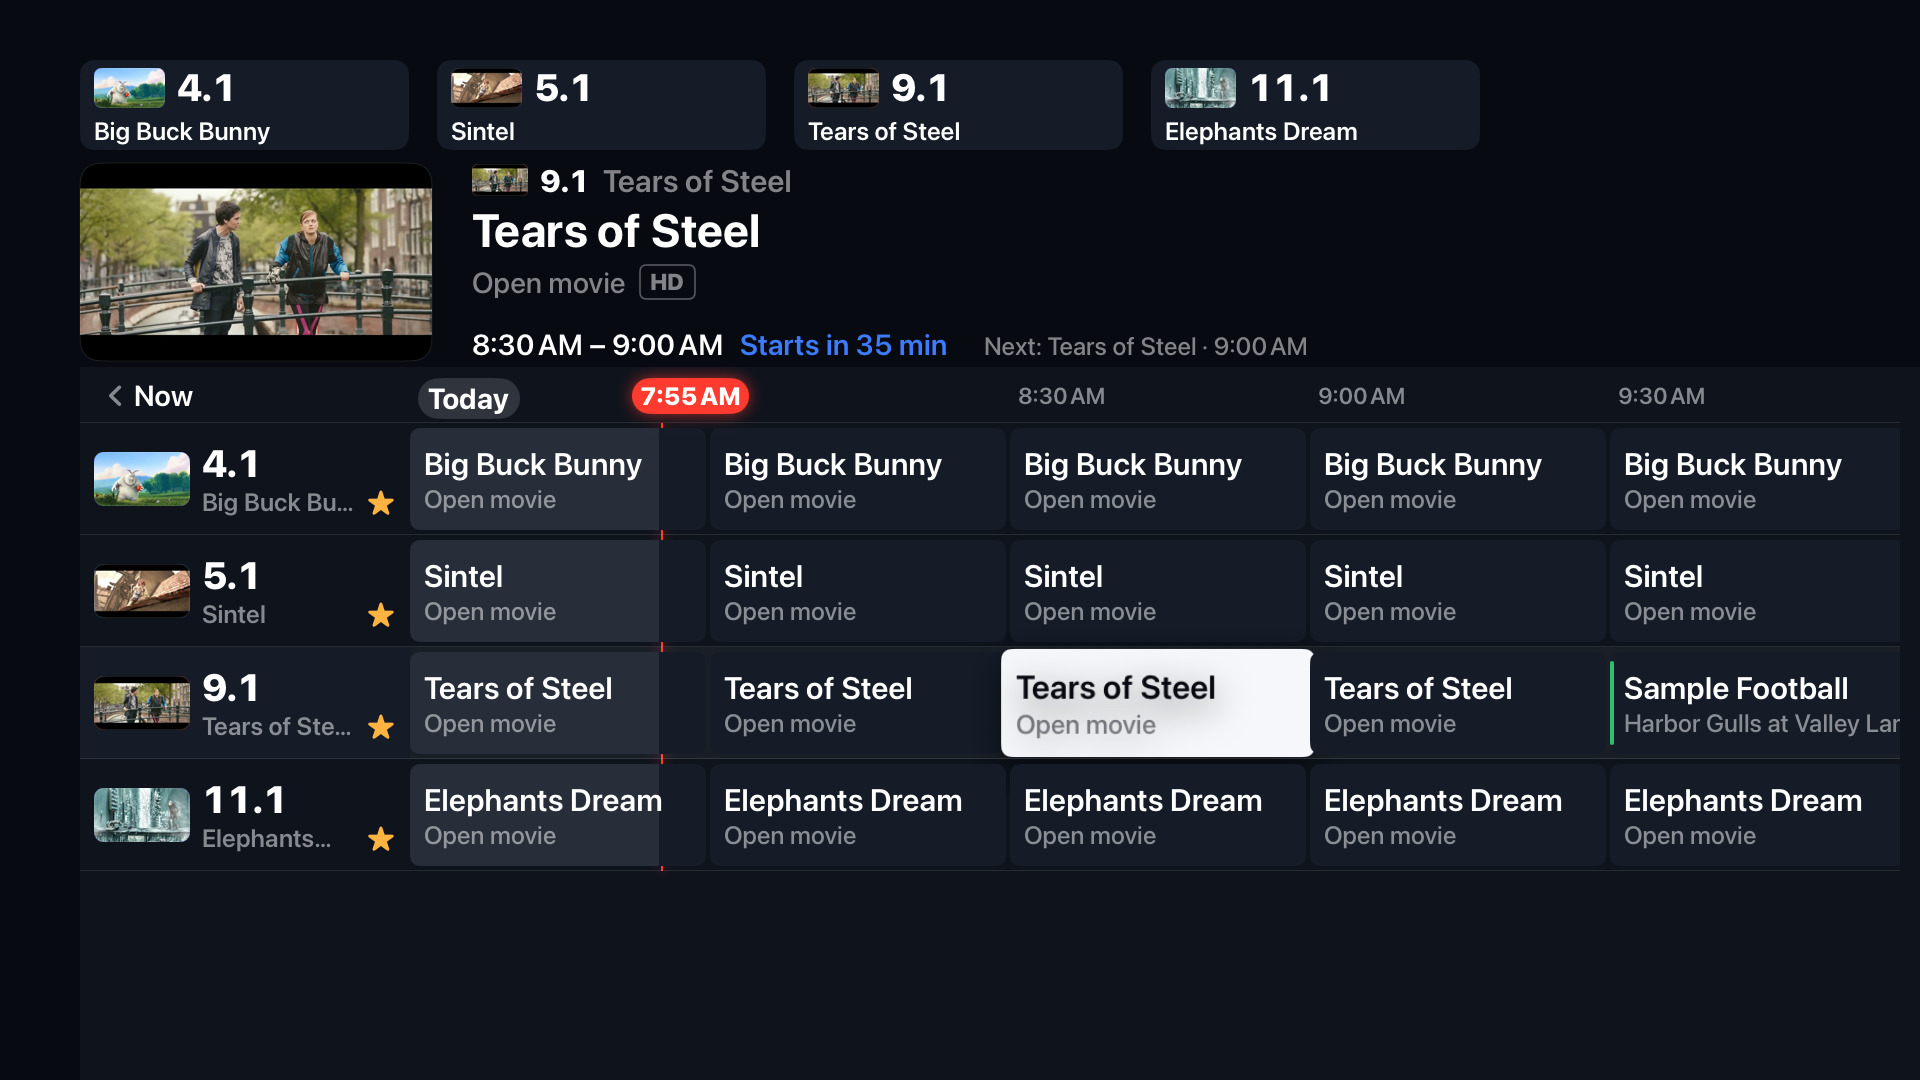 4.1
Big Buck Bunny
5.1
Sintel
9.1
Tears of Steel
11.1
Elephants Dream
9.1 Tears of Steel
Tears of Steel
Open movie HD
8:30 AM – 9:00 AM Starts in 35 min Next: Tears of Steel · 9:00 AM
Now Today 7:55 AM 8:30 AM 9:00 AM 9:30 AM
4.1
Big Buck Bu...
Big Buck Bunny
Open movie
Big Buck Bunny
Open movie
Big Buck Bunny
Open movie
Big Buck Bunny
Open movie
Big Buck Bunny
Open movie
5.1
Sintel
Sintel
Open movie
Sintel
Open movie
Sintel
Open movie
Sintel
Open movie
Sintel
Open movie
9.1
Tears of Ste...
Tears of Steel
Open movie
Tears of Steel
Open movie
Tears of Steel
Open movie
Tears of Steel
Open movie
Sample Football
Harbor Gulls at Valley Lar
11.1
Elephants...
Elephants Dream
Open movie
Elephants Dream
Open movie
Elephants Dream
Open movie
Elephants Dream
Open movie
Elephants Dream
Open movie